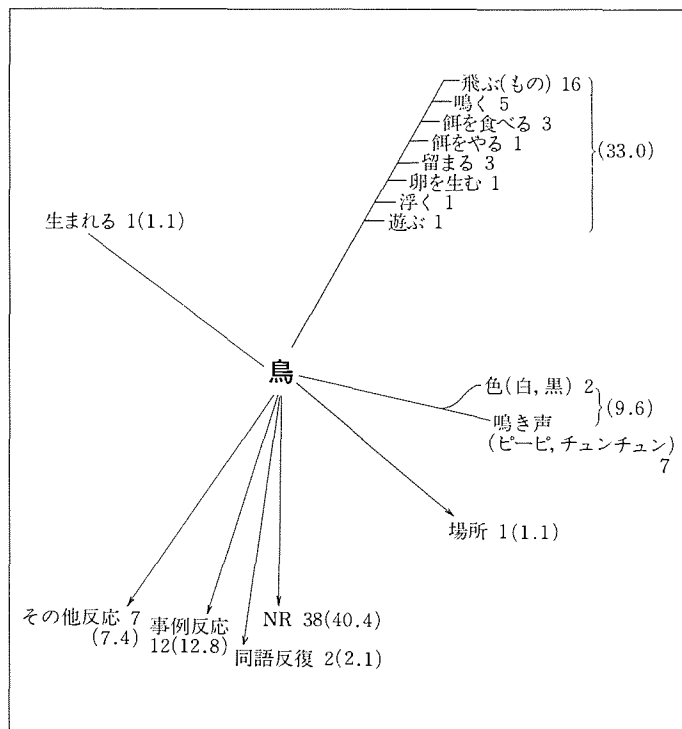 飛ぶ(もの) 16
鳴く 5
餌を食べる 3
餌をやる 1
留まる 3
卵を生む 1
浮く 1
遊ぶ 1
(33.0)
生まれる 1(1.1)
鳥
色(白, 黒) 2
鳴き声
(ピーピ, チュンチュン)
7
(9.6)
場所 1(1.1)
その他反応 7
(7.4)
事例反応
12(12.8)
NR 38(40.4)
同語反復 2(2.1)